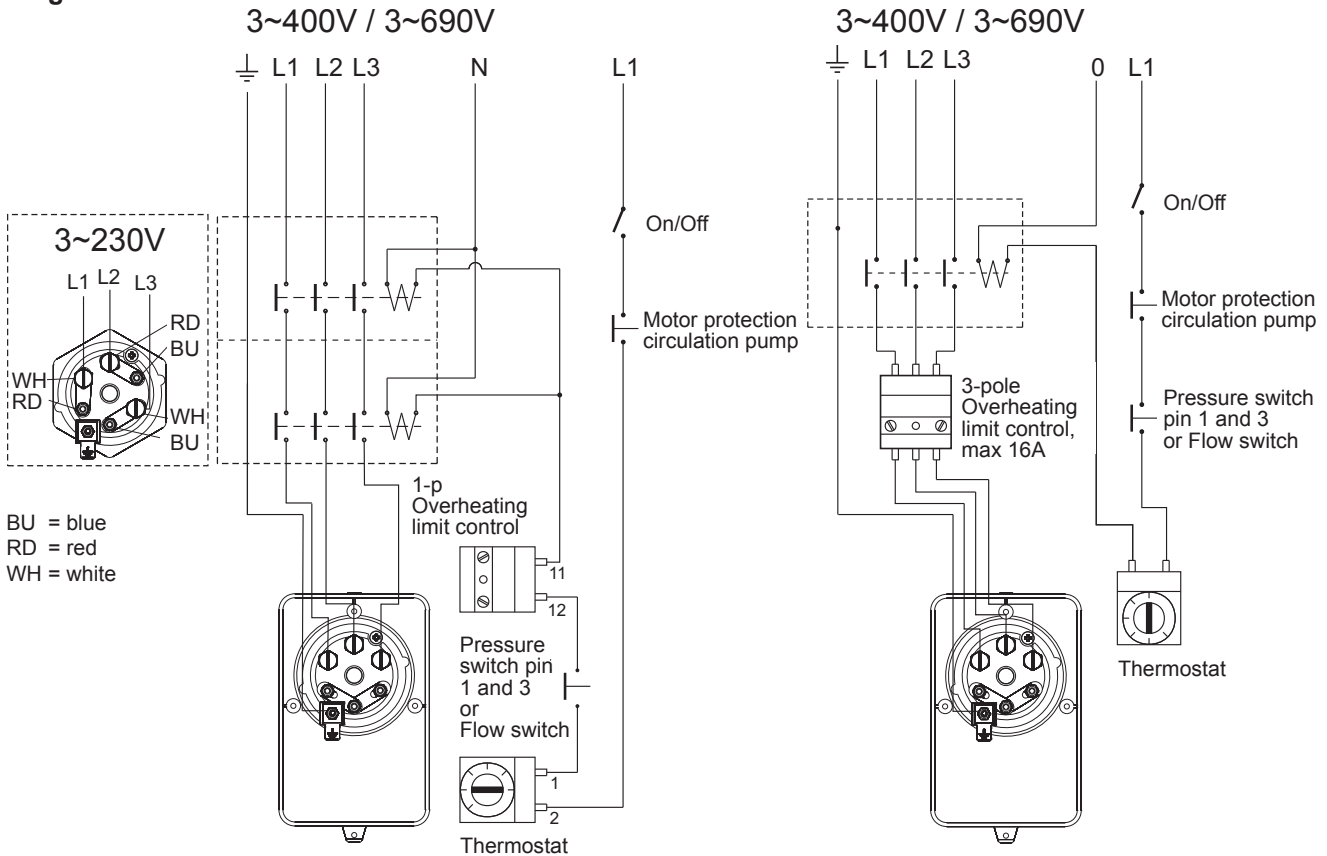 3~400V / 3~690V
L1 L2 L3 N L1
On/Off
Motor protection
circulation pump
3~230V
L1 L2 L3
RD
BU
WH
RD
WH
BU
BU = blue
RD = red
WH = white
1-p
Overheating
limit control
11
12
Pressure
switch pin
1 and 3
or
Flow switch
1
2
Thermostat
3~400V / 3~690V
L1 L2 L3 0 L1
On/Off
Motor protection
circulation pump
3-pole
Overheating
limit control,
max 16A
Pressure switch
pin 1 and 3
or Flow switch
Thermostat